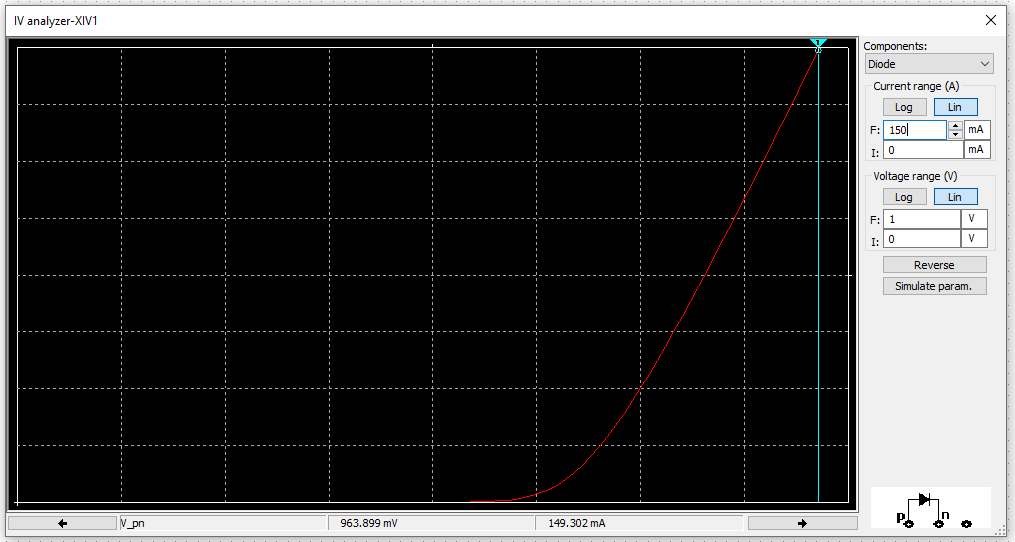 IV analyzer-XIV1
1
Components:
Diode
Current range (A)
Log Lin
F: 150 mA
I: 0 mA
Voltage range (V)
Log Lin
F: 1 V
I: 0 V
Reverse
Simulate param.
p n
V_pn 963.899 mV 149.302 mA